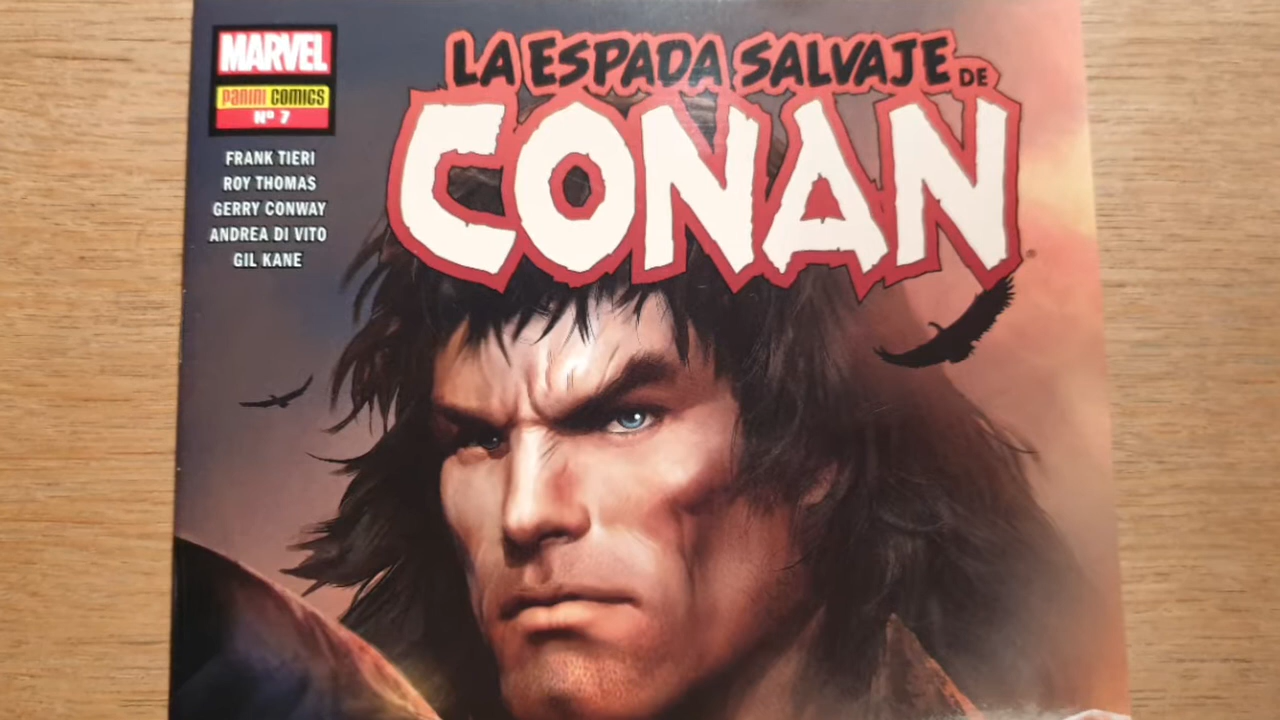 MARVEL
PANINI COMICS
Nº 7
FRANK TIERI
ROY THOMAS
GERRY CONWAY
ANDREA DI VITO
GIL KANE
LA ESPADA SALVAJE DE
CONAN